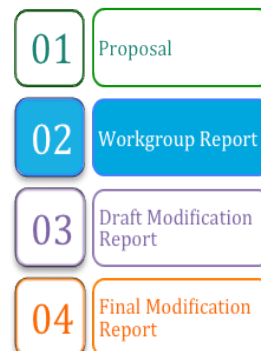 01 Proposal
02 Workgroup Report
03 Draft Modification
Report
04 Final Modification
Report